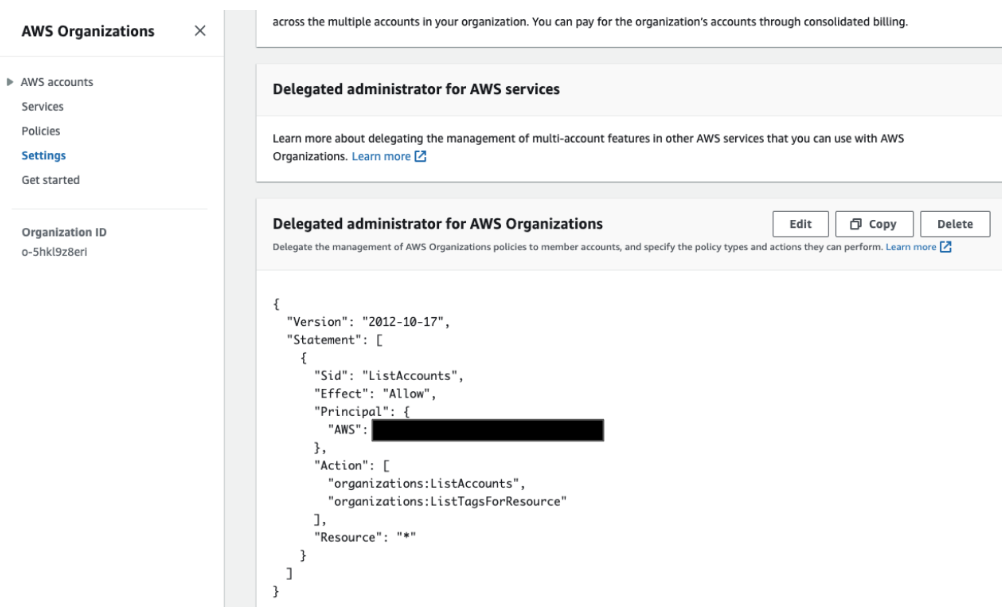 AWS Organizations
AWS accounts
Services
Policies
Settings
Get started
Organization ID
o-5hkl9z8eri
across the multiple accounts in your organization. You can pay for the organization's accounts through consolidated billing.
Delegated administrator for AWS services
Learn more about delegating the management of multi-account features in other AWS services that you can use with AWS
Organizations. Learn more
Delegated administrator for AWS Organizations
Edit
Copy
Delete
Delegate the management of AWS Organizations policies to member accounts, and specify the policy types and actions they can perform. Learn more
{
  "Version": "2012-10-17",
  "Statement": [
    {
      "Sid": "ListAccounts",
      "Effect": "Allow",
      "Principal": {
        "AWS":
      },
      "Action": [
        "organizations:ListAccounts",
        "organizations:ListTagsForResource"
      ],
      "Resource": "*"
    }
  ]
}